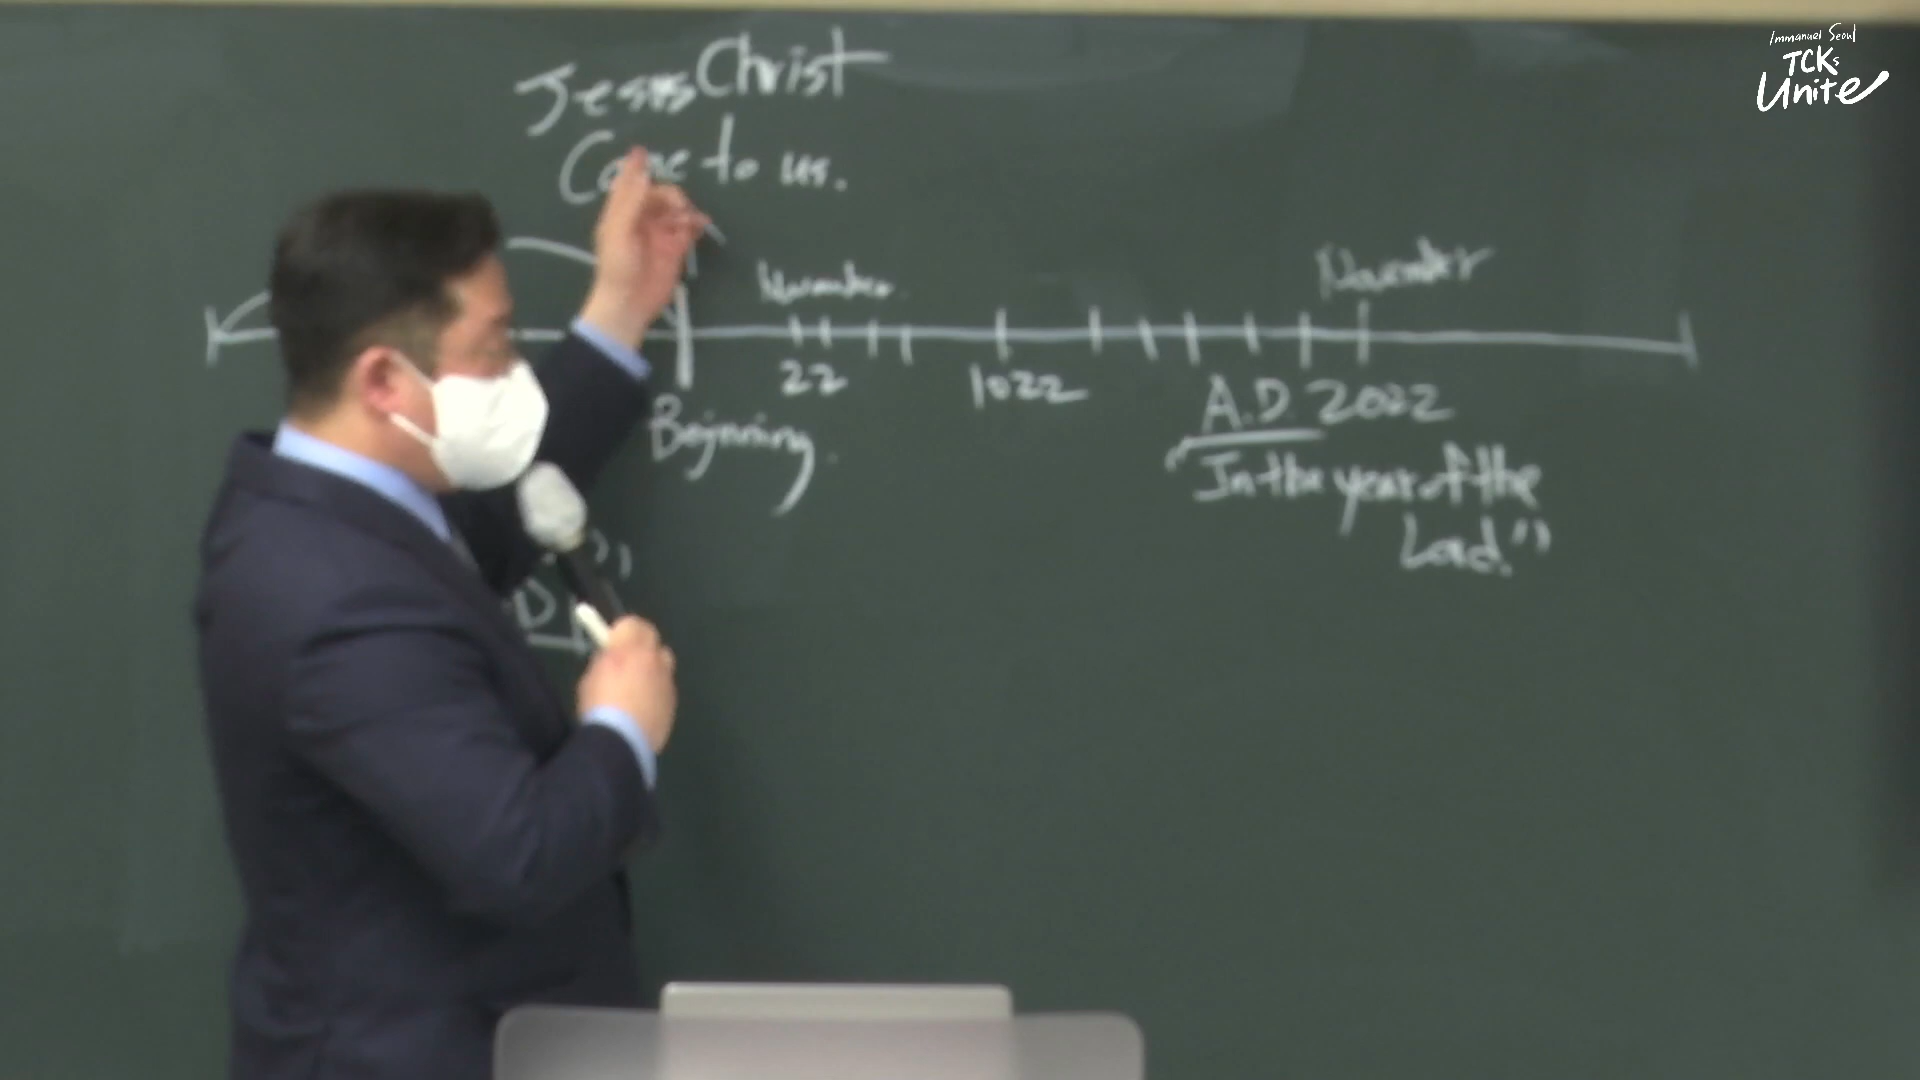 Immanuel Seoul
TCKs
Unite
Jesus Christ
Come to us.
November.
November
22
1022
A.D. 2022
Beginning.
"In the year of the
Lord."
D